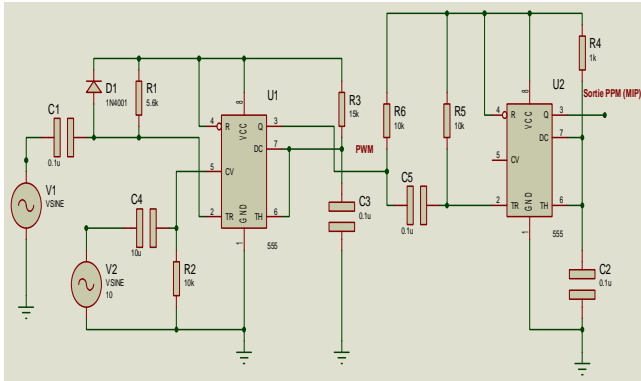 D1
1N4001
R1
5.6k
C1
0.1u
V1
VSINE
C4
10u
V2
VSINE
10
R2
10k
U1
8
VCC
4
R
Q
3
DC
7
5
CV
2
TR
TH
6
GND
1
555
R3
15k
PWM
C3
0.1u
R6
10k
R5
10k
C5
0.1u
R4
1k
U2
Sortie PPM (MIP)
8
VCC
4
R
Q
3
DC
7
5
CV
2
TR
TH
6
GND
1
555
C2
0.1u